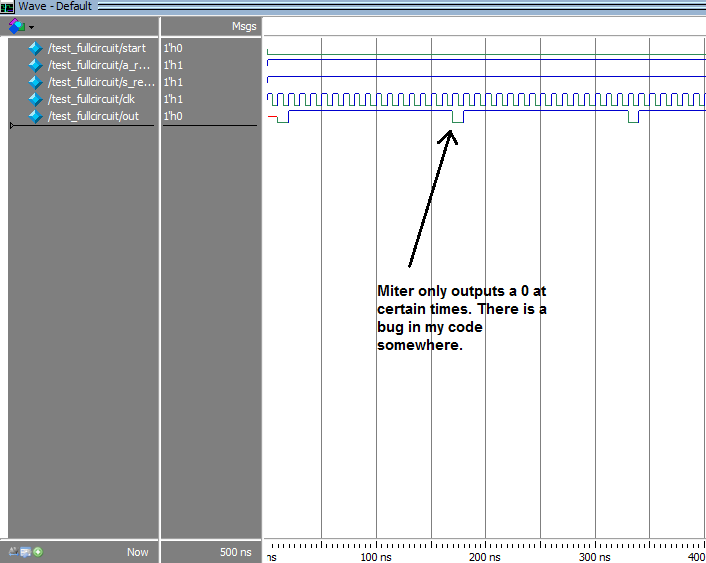 Wave - Default
Msgs
/test_fullcircuit/start 1'h0
/test_fullcircuit/a_r... 1'h1
/test_fullcircuit/s_re... 1'h1
/test_fullcircuit/clk 1'h1
/test_fullcircuit/out 1'h0
Miter only outputs a 0 at
certain times. There is a
bug in my code
somewhere.
Now 500 ns
ns 100 ns 200 ns 300 ns 400